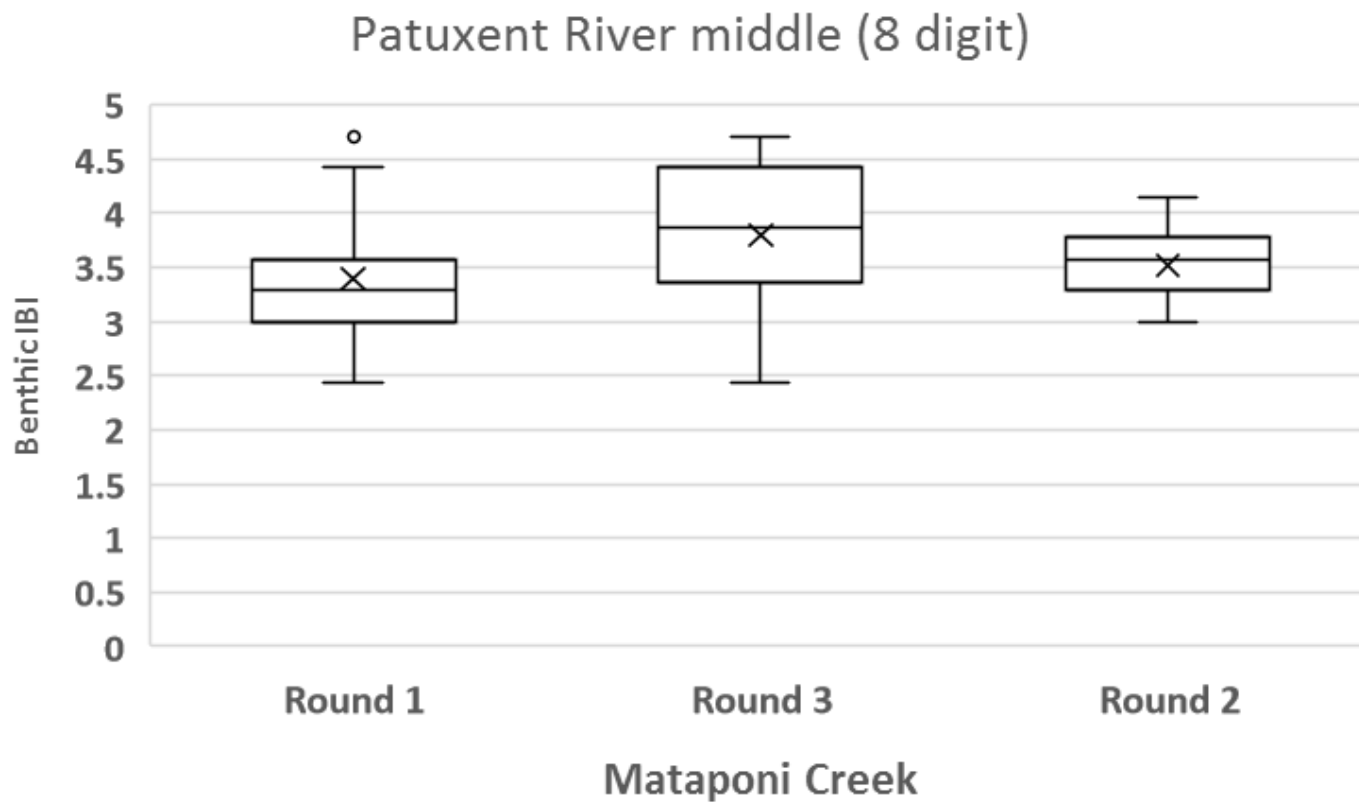 Patuxent River middle (8 digit)
5
4.5
4
3.5
3
2.5
2
1.5
1
0.5
0
Benthic IBI
Round 1
Round 3
Round 2
Mataponi Creek